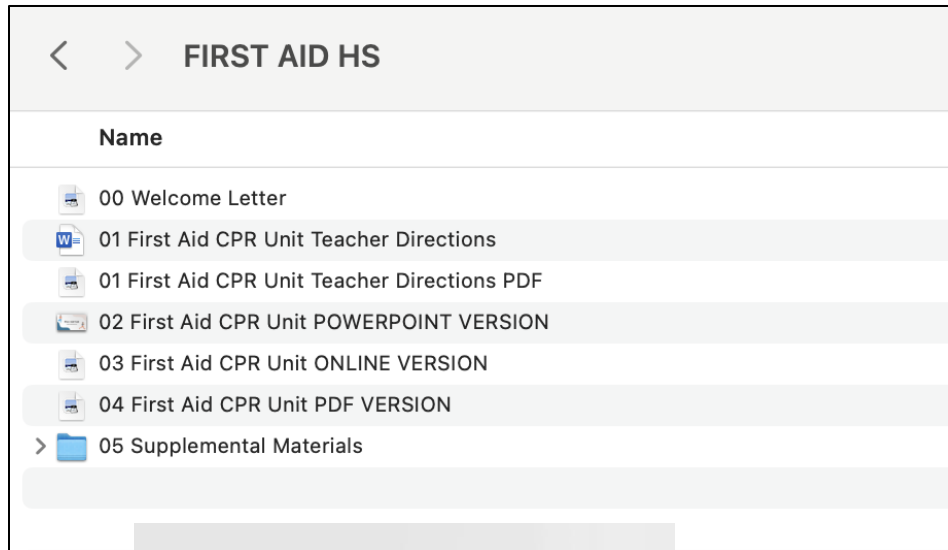 FIRST AID HS
Name
00 Welcome Letter
01 First Aid CPR Unit Teacher Directions
01 First Aid CPR Unit Teacher Directions PDF
02 First Aid CPR Unit POWERPOINT VERSION
03 First Aid CPR Unit ONLINE VERSION
04 First Aid CPR Unit PDF VERSION
05 Supplemental Materials